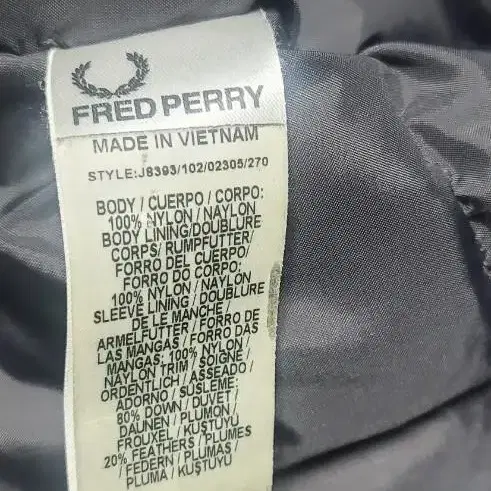 FRED PERRY
MADE IN VIETNAM
STYLE:J8393/102/02305/270
BODY / CUERPO / CORPO:
100% NYLON / NAYLON
BODY LINING/DOUBLURE
CORPS/ RUMPFUTTER/
FORRO DEL CUERPO/
FORRO DO CORPO:
100% NYLON / NAYLON
SLEEVE LINING / DOUBLURE
DE LE MANCHE /
ARMELFUTTER / FORRO DE
LAS MANGAS / FORRO DAS
MANGAS: 100% NYLON /
NAYLON TRIM / SOIGNE /
ORDENTLICH / ASSEADO /
ADORNO / SÜSLEME:
80% DOWN / DUVET /
DAUNEN / PLUMON /
FROUXEL / KUŞTUYU
20% FEATHERS / PLUMES
/ FEDERN / PLUMAS /
PLUMA / KUŞTUYU